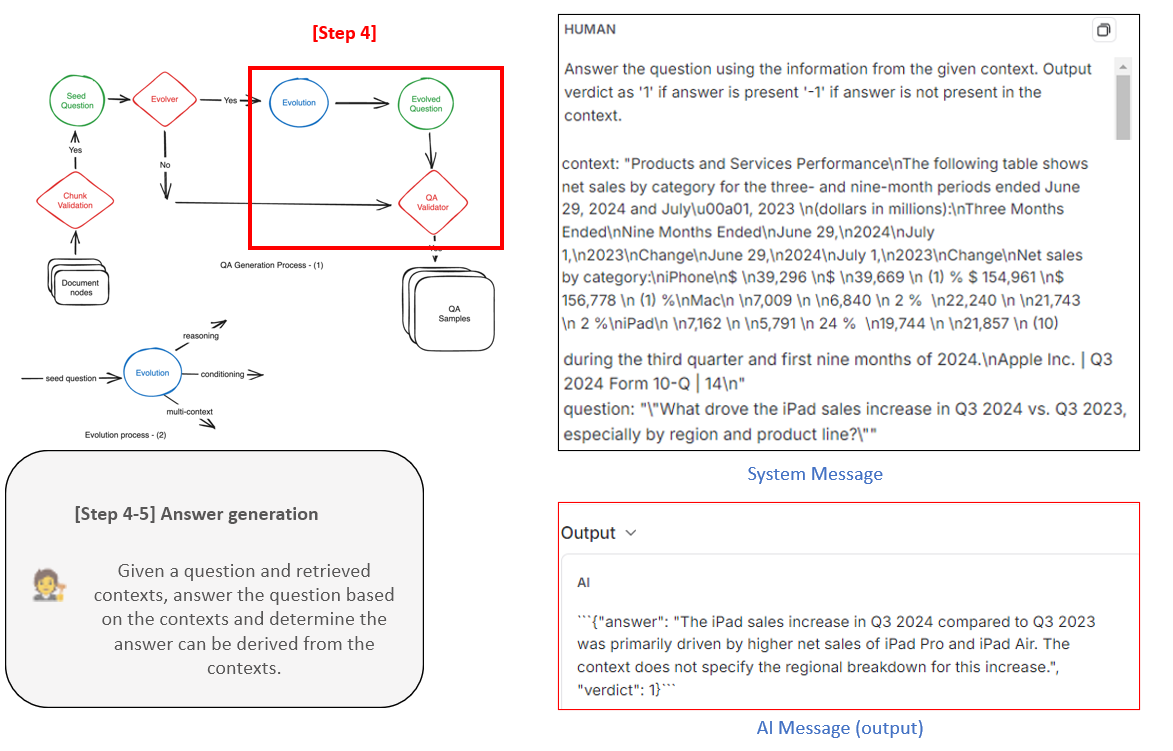 [Step 4]
Seed
Question
Evolver
Yes
Evolution
Evolved
Question
Yes
No
Chunk
Validation
QA
Validator
Yes
QA Generation Process - (1)
Document
nodes
QA
Samples
reasoning
seed question
Evolution
conditioning
multi-context
Evolution process - (2)
[Step 4-5] Answer generation
Given a question and retrieved
contexts, answer the question based
on the contexts and determine the
answer can be derived from the
contexts.
HUMAN
Answer the question using the information from the given context. Output
verdict as '1' if answer is present '-1' if answer is not present in the
context.
context: "Products and Services Performance\nThe following table shows
net sales by category for the three- and nine-month periods ended June
29, 2024 and July\u00a01, 2023 \n(dollars in millions):\nThree Months
Ended\nNine Months Ended\nJune 29,\n2024\nJuly
1,\n2023\nChange\nJune 29,\n2024\nJuly 1,\n2023\nChange\nNet sales
by category:\niPhone\n$ \n39,296 \n$ \n39,669 \n (1) % $ 154,961 \n$
156,778 \n (1) %\nMac\n \n7,009 \n \n6,840 \n 2 % \n22,240 \n \n21,743
\n 2 %\niPad\n \n7,162 \n \n5,791 \n 24 % \n19,744 \n \n21,857 \n (10)
during the third quarter and first nine months of 2024.\nApple Inc. | Q3
2024 Form 10-Q | 14\n"
question: "\"What drove the iPad sales increase in Q3 2024 vs. Q3 2023,
especially by region and product line?\""
System Message
Output
AI
```{"answer": "The iPad sales increase in Q3 2024 compared to Q3 2023
was primarily driven by higher net sales of iPad Pro and iPad Air. The
context does not specify the regional breakdown for this increase.",
"verdict": 1}```
AI Message (output)